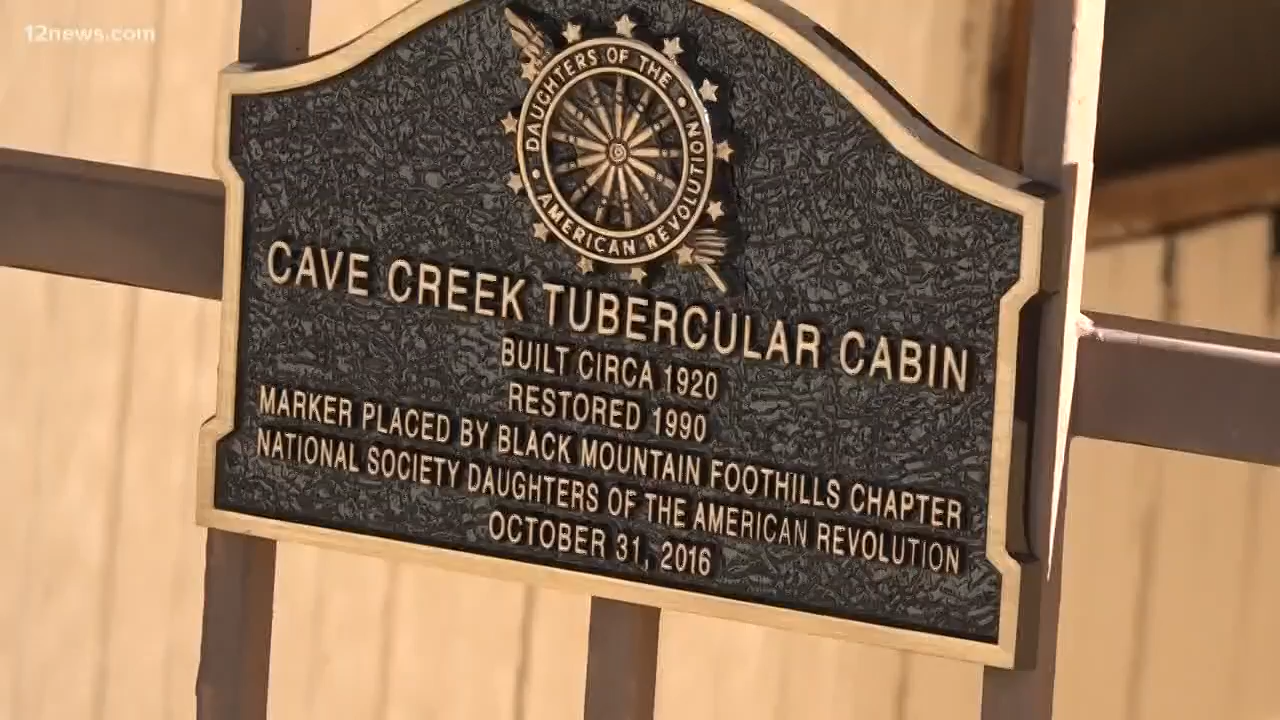 12news.com
DAUGHTERS OF THE
AMERICAN REVOLUTION
CAVE CREEK TUBERCULAR CABIN
BUILT CIRCA 1920
RESTORED 1990
MARKER PLACED BY BLACK MOUNTAIN FOOTHILLS CHAPTER
NATIONAL SOCIETY DAUGHTERS OF THE AMERICAN REVOLUTION
OCTOBER 31, 2016